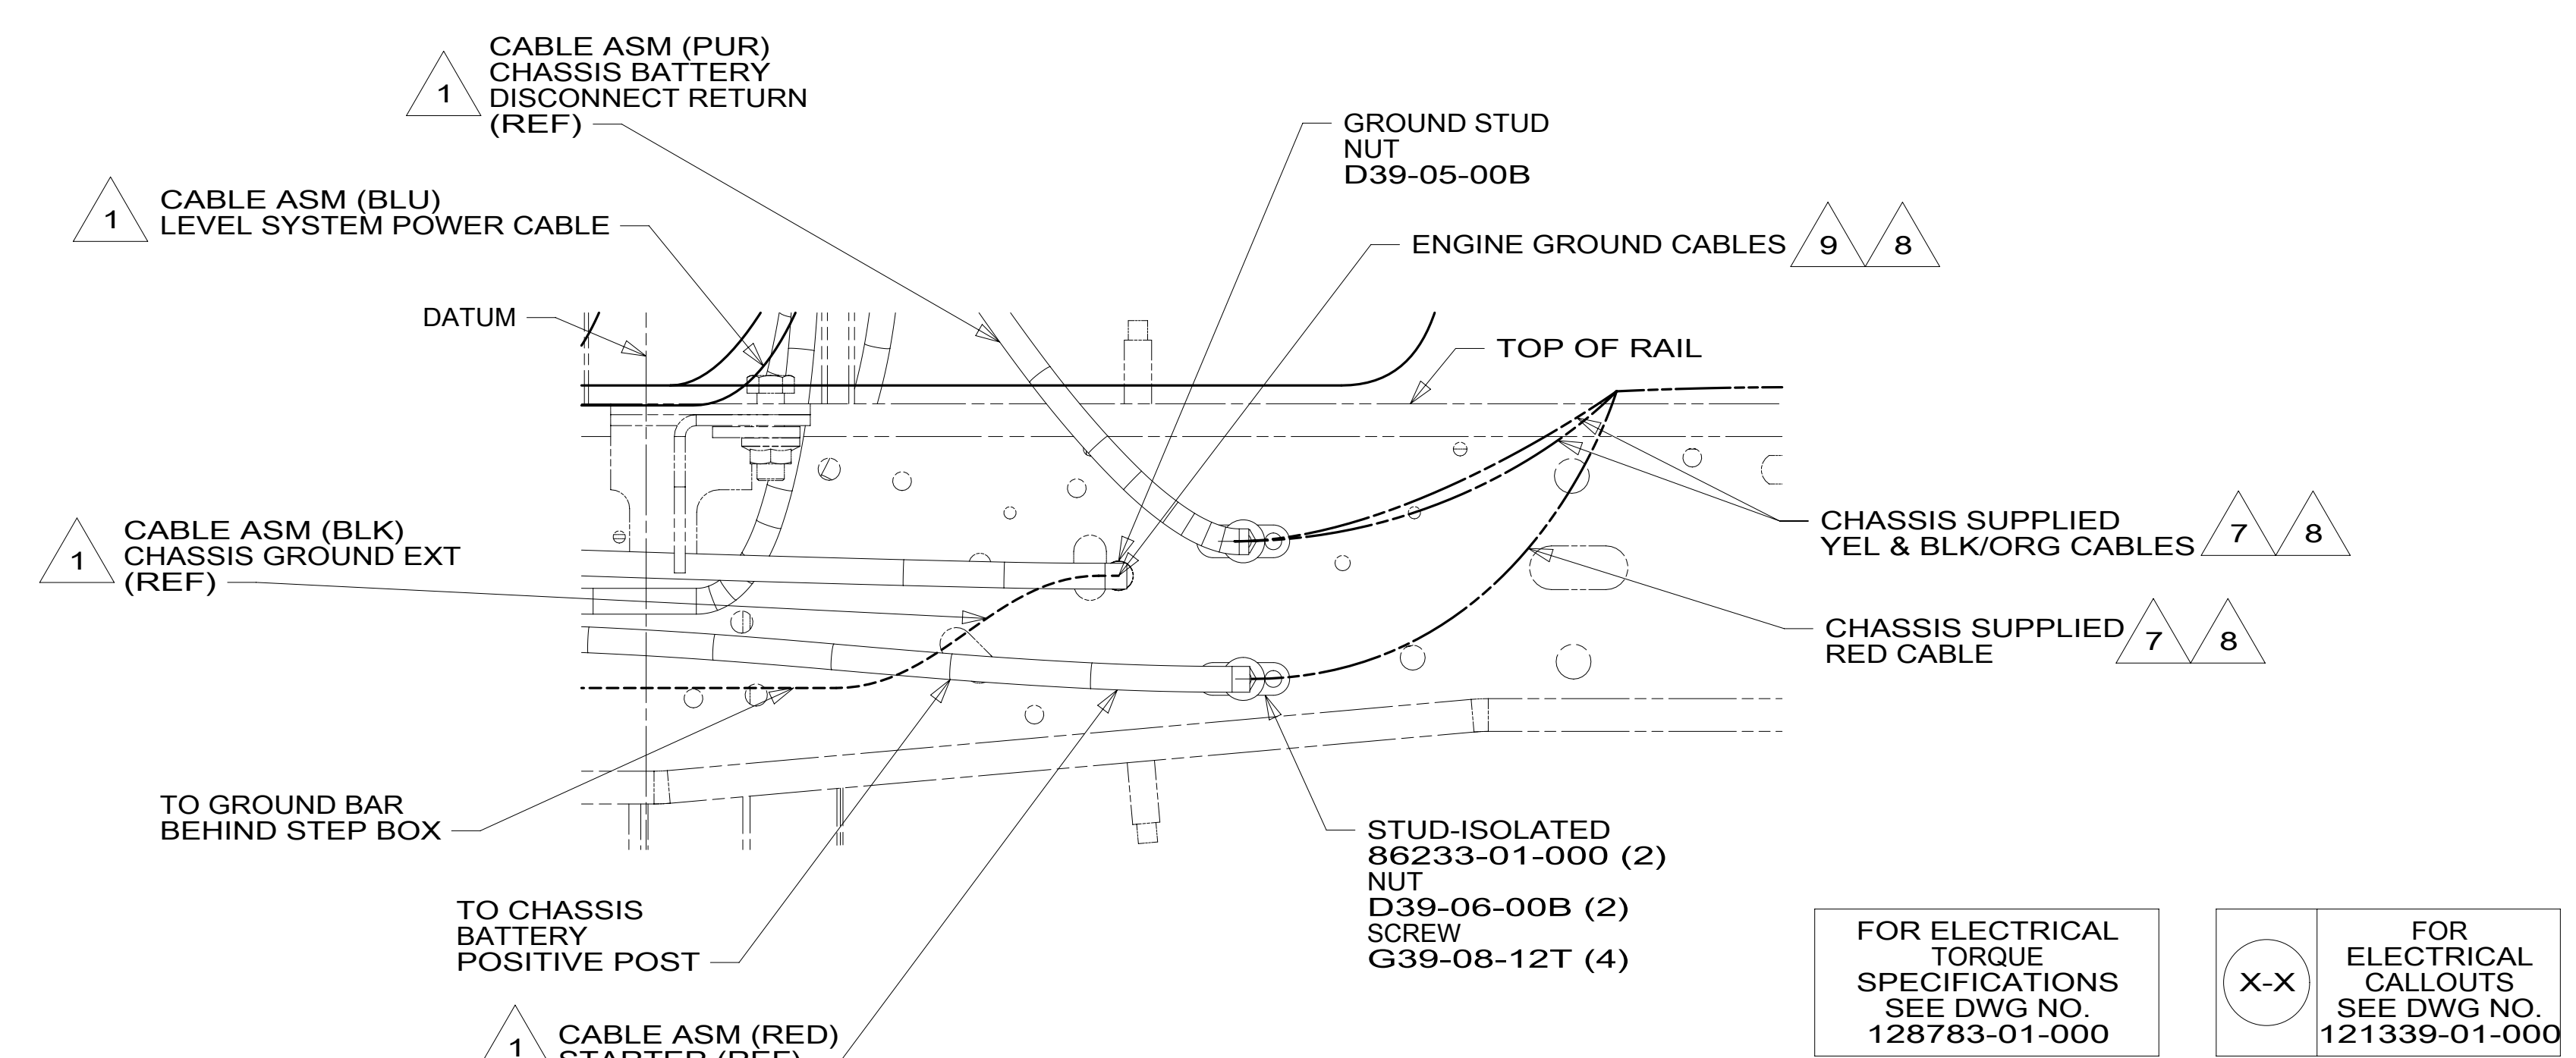 CABLE ASM (PUR)
CHASSIS BATTERY
DISCONNECT RETURN
(REF)
1
GROUND STUD
NUT
D39-05-00B
1
CABLE ASM (BLU)
LEVEL SYSTEM POWER CABLE
ENGINE GROUND CABLES
9
8
DATUM
TOP OF RAIL
1
CABLE ASM (BLK)
CHASSIS GROUND EXT
(REF)
CHASSIS SUPPLIED
YEL & BLK/ORG CABLES
7
8
CHASSIS SUPPLIED
RED CABLE
7
8
TO GROUND BAR
BEHIND STEP BOX
STUD-ISOLATED
86233-01-000 (2)
NUT
D39-06-00B (2)
SCREW
G39-08-12T (4)
TO CHASSIS
BATTERY
POSITIVE POST
FOR ELECTRICAL
TORQUE
SPECIFICATIONS
SEE DWG NO.
128783-01-000
X-X
FOR
ELECTRICAL
CALLOUTS
SEE DWG NO.
121339-01-000
1
CABLE ASM (RED)
STARTER (REF)